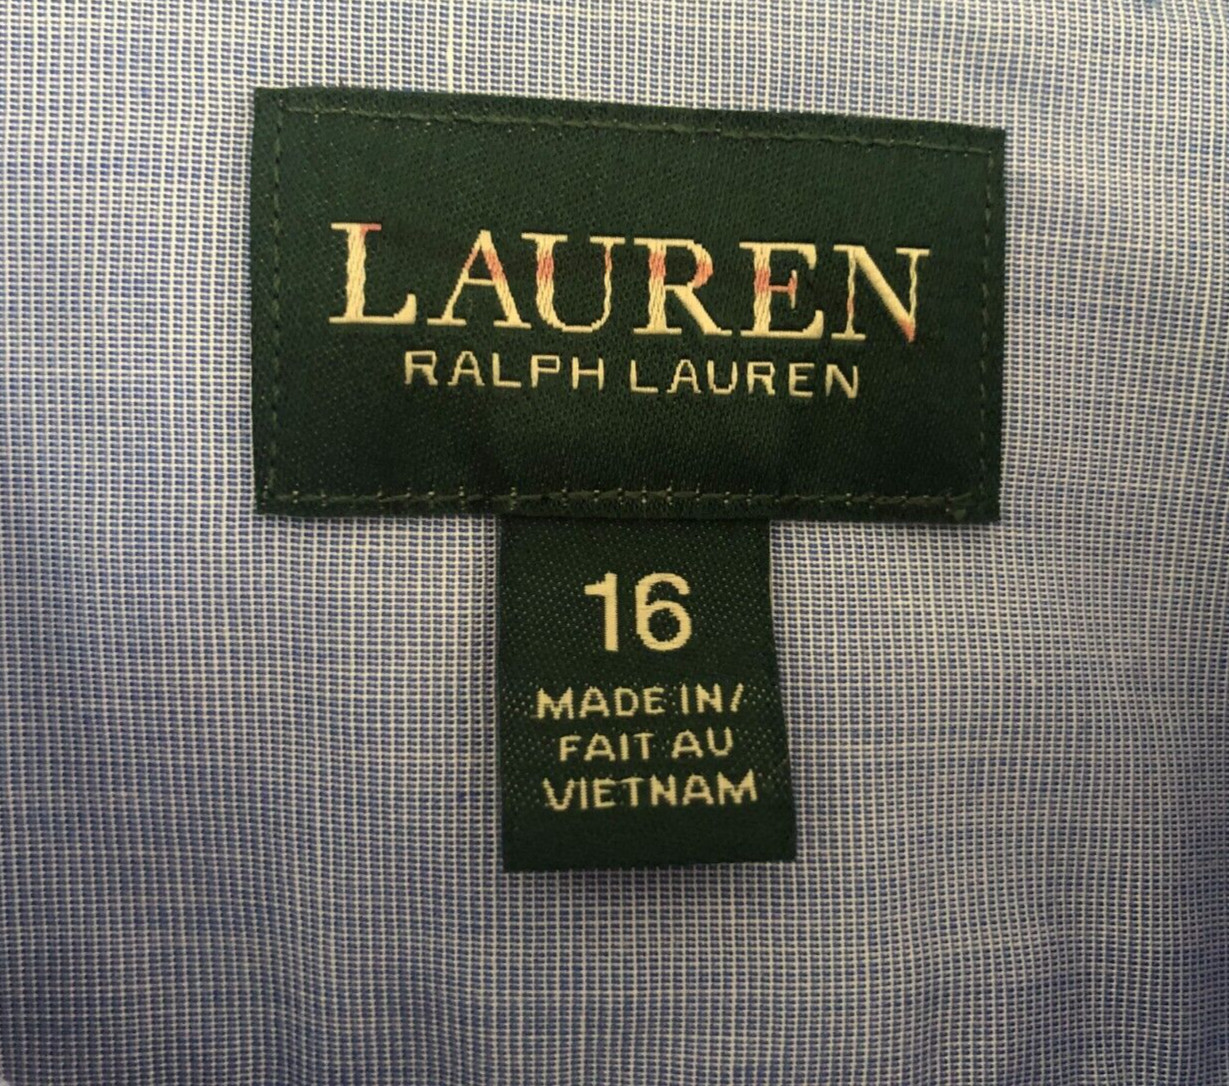 LAUREN
RALPH LAUREN
16
MADE IN/
FAIT AU
VIETNAM